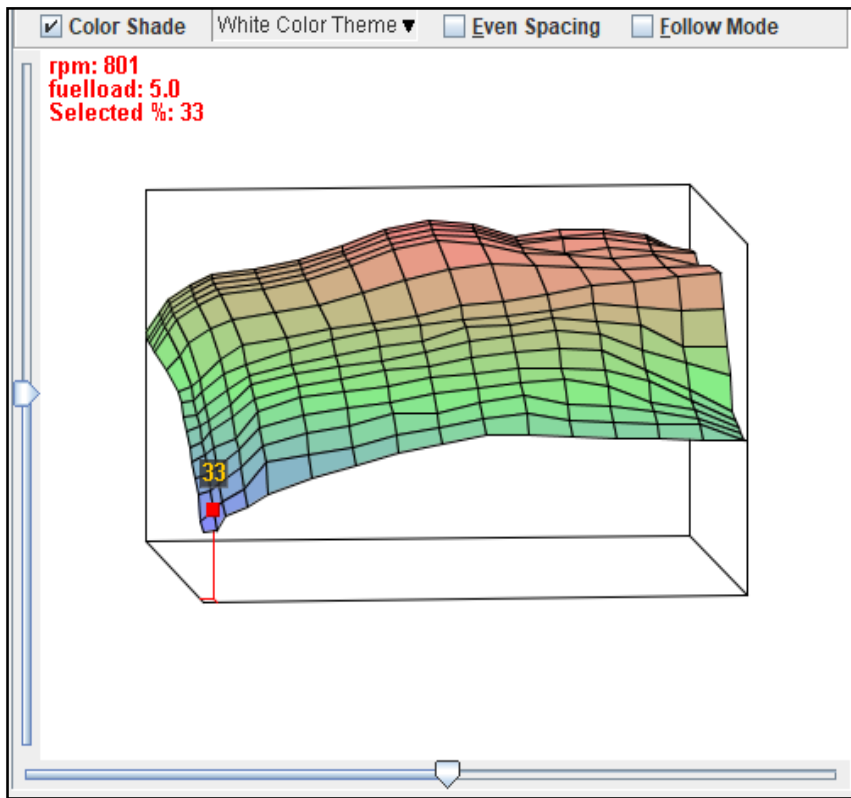 Color Shade White Color Theme Even Spacing Follow Mode
rpm: 801
fuelload: 5.0
Selected %: 33
33